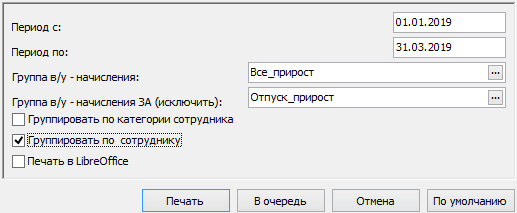 Период с: 01.01.2019
Период по: 31.03.2019
Группа в/у - начисления: Все_прирост ...
Группа в/у - начисления ЗА (исключить): Отпуск_прирост ...
Группировать по категории сотрудника
Группировать по сотруднику
Печать в LibreOffice
Печать В очередь Отмена По умолчанию